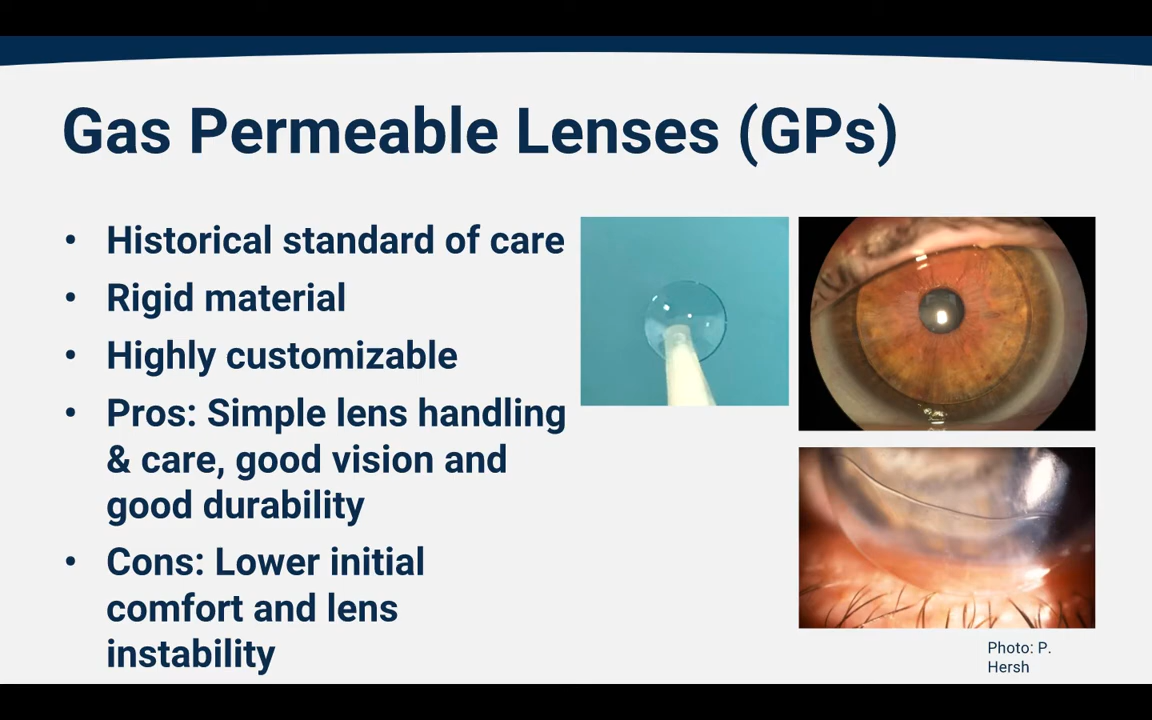 Gas Permeable Lenses (GPs)
• Historical standard of care
• Rigid material
• Highly customizable
• Pros: Simple lens handling
& care, good vision and
good durability
• Cons: Lower initial
comfort and lens
instability
Photo: P.
Hersh